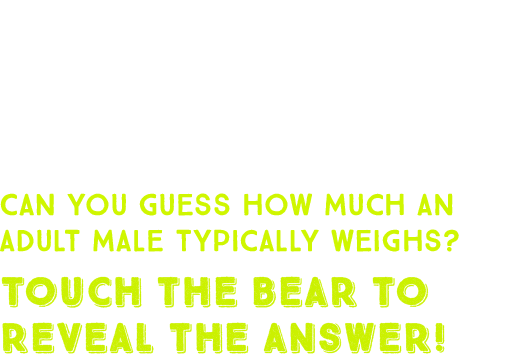 CAN YOU GUESS HOW MUCH AN
ADULT MALE TYPICALLY WEIGHS?
TOUCH THE BEAR TO
REVEAL THE ANSWER!